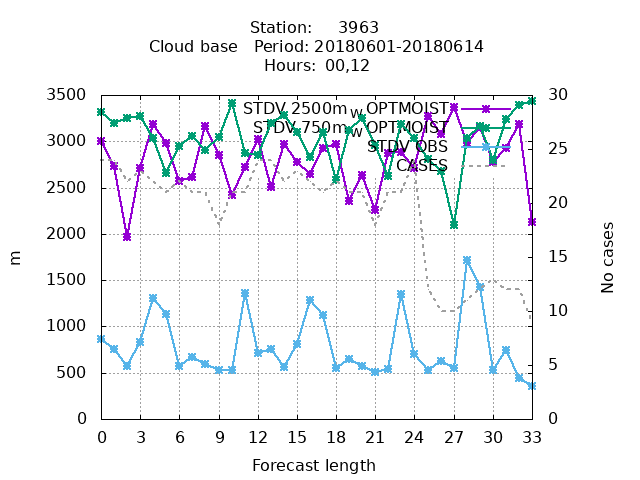 Station: 3963
Cloud base Period: 20180601-20180614
Hours: 00,12
3500
3000
2500
2000
1500
1000
500
0
m
STDV 2500m_W OPTMOIST
STDV 750m_W OPTMOIST
STDV OBS
CASES
30
25
20
15
10
5
0
No cases
0 3 6 9 12 15 18 21 24 27 30 33
Forecast length